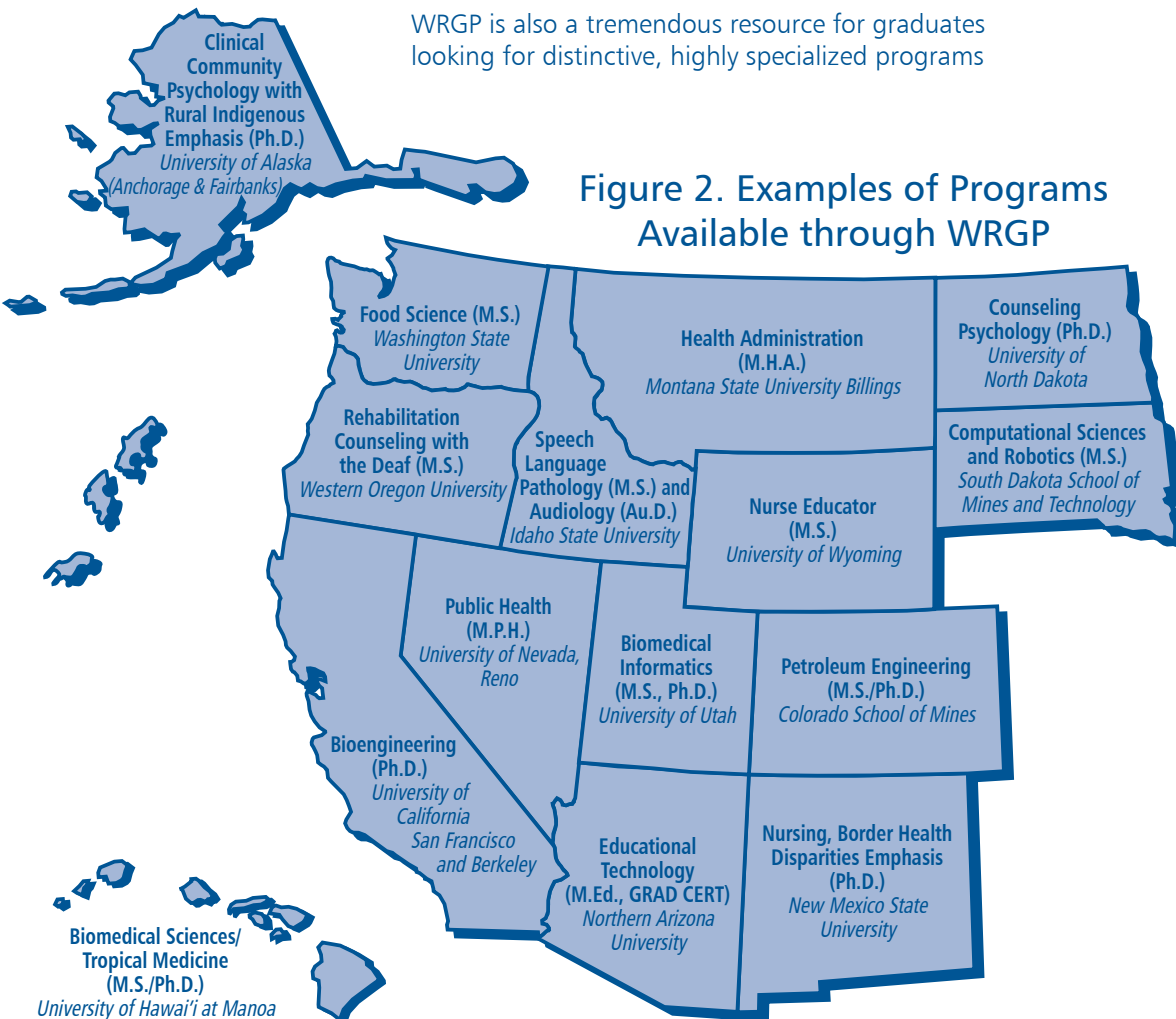 WRGP is also a tremendous resource for graduates
looking for distinctive, highly specialized programs
Clinical
Community
Psychology with
Rural Indigenous
Emphasis (Ph.D.)
University of Alaska
(Anchorage & Fairbanks)
Figure 2. Examples of Programs
Available through WRGP
Food Science (M.S.)
Washington State
University
Health Administration
(M.H.A.)
Montana State University Billings
Counseling
Psychology (Ph.D.)
University of
North Dakota
Rehabilitation
Counseling with
the Deaf (M.S.)
Western Oregon University
Speech
Language
Pathology (M.S.) and
Audiology (Au.D.)
Idaho State University
Computational Sciences
and Robotics (M.S.)
South Dakota School of
Mines and Technology
Nurse Educator
(M.S.)
University of Wyoming
Public Health
(M.P.H.)
University of Nevada,
Reno
Biomedical
Informatics
(M.S., Ph.D.)
University of Utah
Petroleum Engineering
(M.S./Ph.D.)
Colorado School of Mines
Bioengineering
(Ph.D.)
University of
California
San Francisco
and Berkeley
Educational
Technology
(M.Ed., GRAD CERT)
Northern Arizona
University
Nursing, Border Health
Disparities Emphasis
(Ph.D.)
New Mexico State
University
Biomedical Sciences/
Tropical Medicine
(M.S./Ph.D.)
University of Hawai'i at Manoa